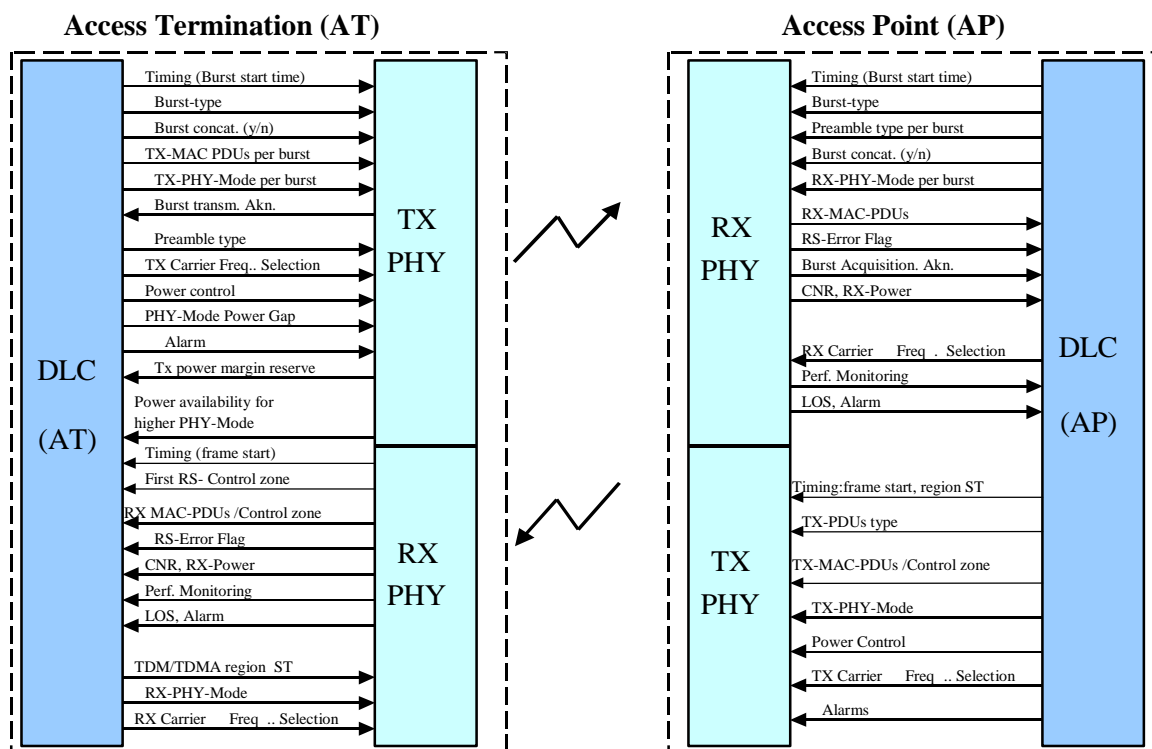 Access Termination (AT)
Timing (Burst start time)
Burst-type
Burst concat. (y/n)
TX-MAC PDUs per burst
TX-PHY-Mode per burst
Burst transm. Akn.
Preamble type
TX Carrier Freq.. Selection
Power control
PHY-Mode Power Gap
Alarm
Tx power margin reserve
Power availability for
higher PHY-Mode
Timing (frame start)
First RS- Control zone
RX MAC-PDUs /Control zone
RS-Error Flag
CNR, RX-Power
Perf. Monitoring
LOS, Alarm
TDM/TDMA region ST
RX-PHY-Mode
RX Carrier Freq .. Selection
DLC
(AT)
TX
PHY
RX
PHY
Access Point (AP)
RX
PHY
TX
PHY
Timing (Burst start time)
Burst-type
Preamble type per burst
Burst concat. (y/n)
RX-PHY-Mode per burst
RX-MAC-PDUs
RS-Error Flag
Burst Acquisition. Akn.
CNR, RX-Power
RX Carrier Freq . Selection
Perf. Monitoring
LOS, Alarm
Timing:frame start, region ST
TX-PDUs type
TX-MAC-PDUs /Control zone
TX-PHY-Mode
Power Control
TX Carrier Freq .. Selection
Alarms
DLC
(AP)